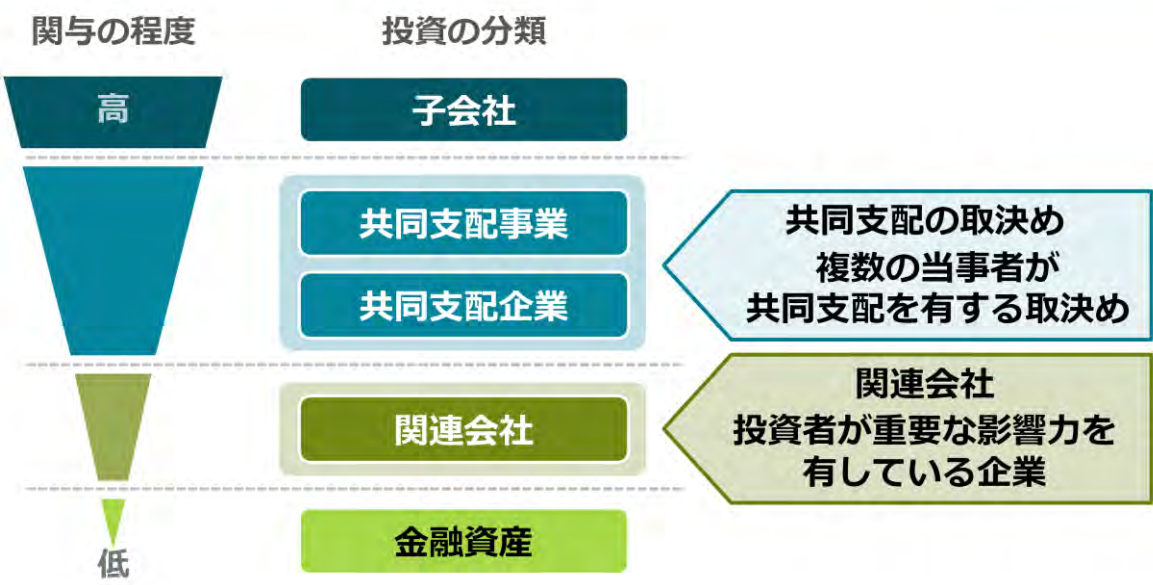 関与の程度
投資の分類
高
子会社
共同支配事業
共同支配企業
共同支配の取決め
複数の当事者が
共同支配を有する取決め
関連会社
関連会社
投資者が重要な影響力を
有している企業
金融資産
低